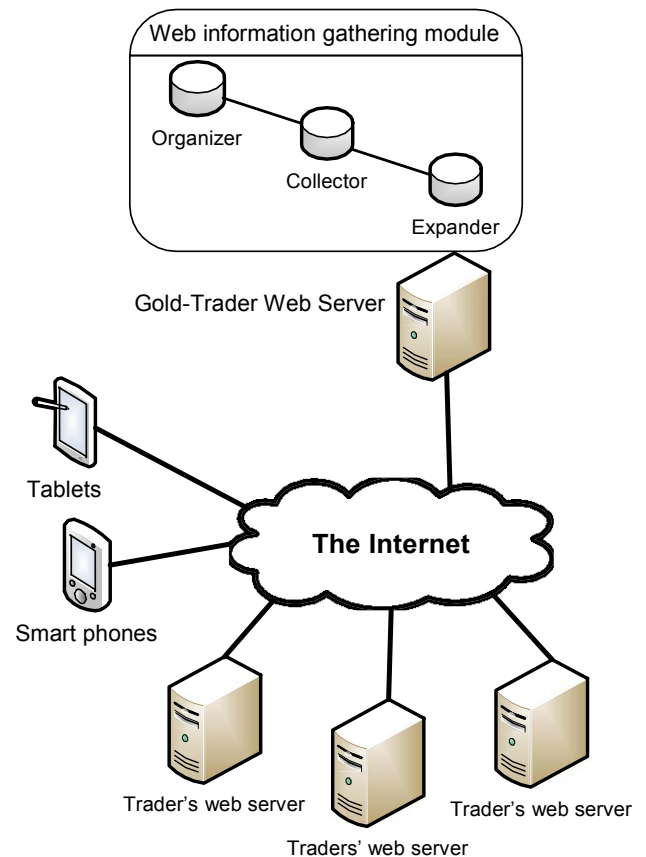 Web information gathering module
Organizer
Collector
Expander
Gold-Trader Web Server
Tablets
The Internet
Smart phones
Trader's web server
Traders' web server
Trader's web server